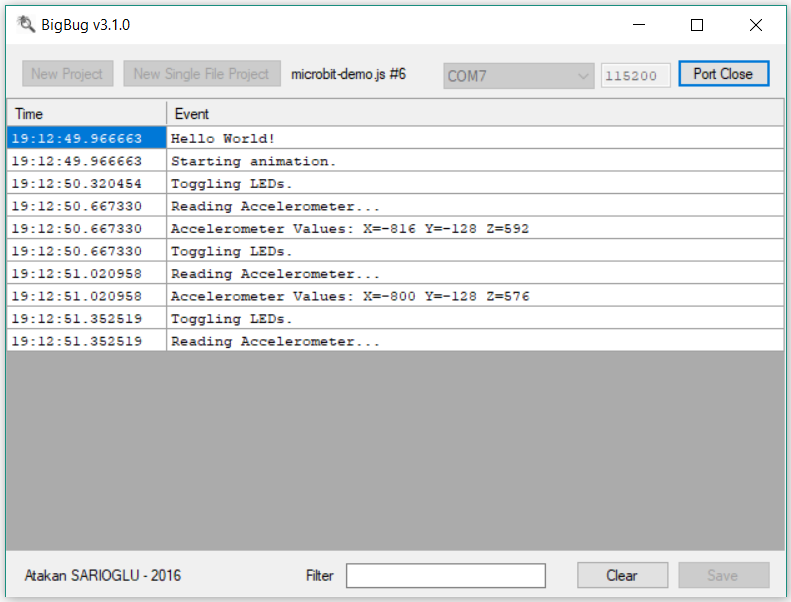 BigBug v3.1.0
New Project New Single File Project microbit-demo.js #6 COM7 115200 Port Close
Time Event
19:12:49.966663 Hello World!
19:12:49.966663 Starting animation.
19:12:50.320454 Toggling LEDs.
19:12:50.667330 Reading Accelerometer...
19:12:50.667330 Accelerometer Values: X=-816 Y=-128 Z=592
19:12:50.667330 Toggling LEDs.
19:12:51.020958 Reading Accelerometer...
19:12:51.020958 Accelerometer Values: X=-800 Y=-128 Z=576
19:12:51.352519 Toggling LEDs.
19:12:51.352519 Reading Accelerometer...
Atakan SARIOGLU - 2016 Filter Clear Save